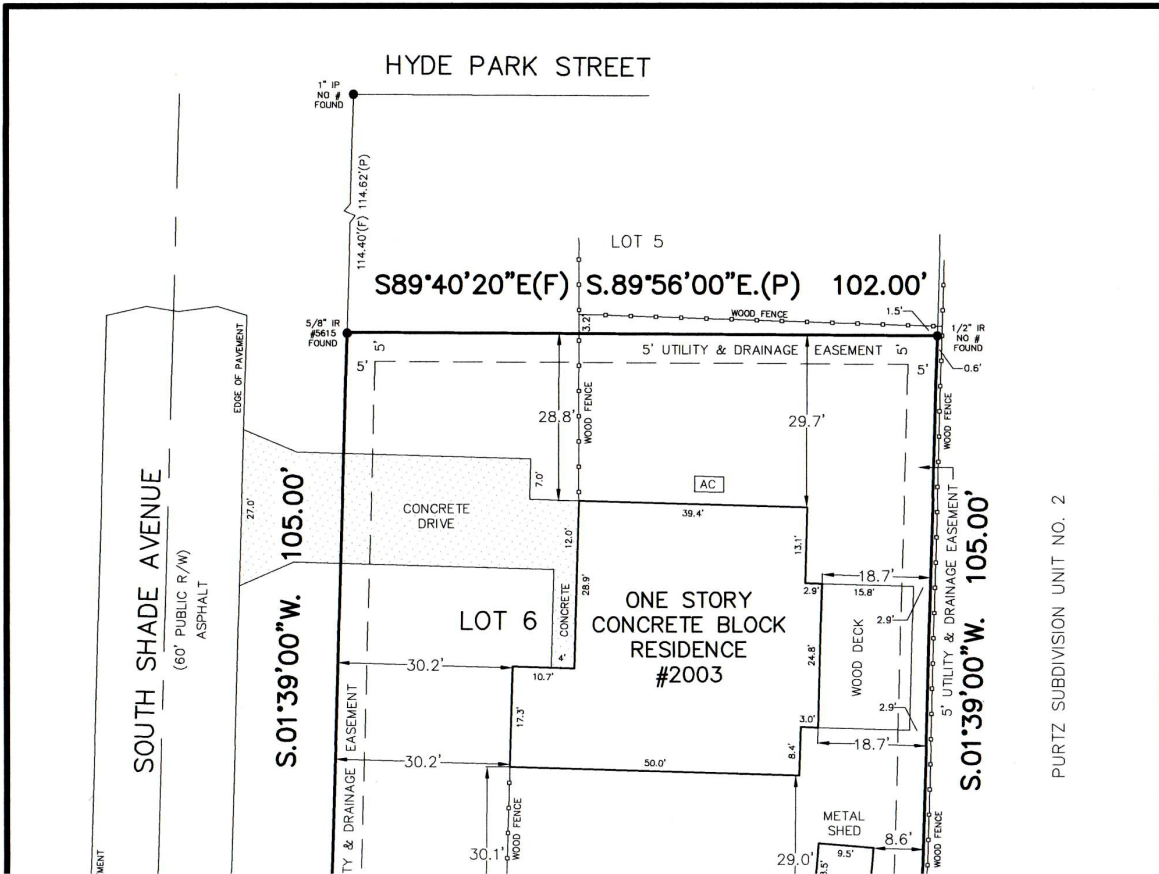 HYDE PARK STREET
1" IP
NO #
FOUND
114.40'(F) 114.62'(P)
LOT 5
S89°40'20"E(F) S.89°56'00"E.(P) 102.00'
WOOD FENCE
1.5'
3.2'
5/8" IR
#5615
FOUND
1/2" IR
NO #
FOUND
0.6'
5'
5'
5' UTILITY & DRAINAGE EASEMENT
5'
5'
EDGE OF PAVEMENT
28.8'
WOOD FENCE
29.7'
WOOD FENCE
AC
39.4'
7.0'
CONCRETE
DRIVE
12.0'
13.1'
27.0'
SOUTH SHADE AVENUE
(60' PUBLIC R/W)
ASPHALT
S.01°39'00"W. 105.00'
28.9'
CONCRETE
4'
LOT 6
ONE STORY
CONCRETE BLOCK
RESIDENCE
#2003
18.7'
2.9'
15.8'
2.9'
24.8'
WOOD DECK
2.9'
3.0'
18.7'
8.4'
5' UTILITY & DRAINAGE EASEMENT
S.01°39'00"W. 105.00'
PURTZ SUBDIVISION UNIT NO. 2
30.2'
10.7'
17.3'
30.2'
50.0'
TY & DRAINAGE EASEMENT
30.1'
WOOD FENCE
29.0'
METAL
SHED
9.5'
8.6'
3.5'
WOOD FENCE
MENT